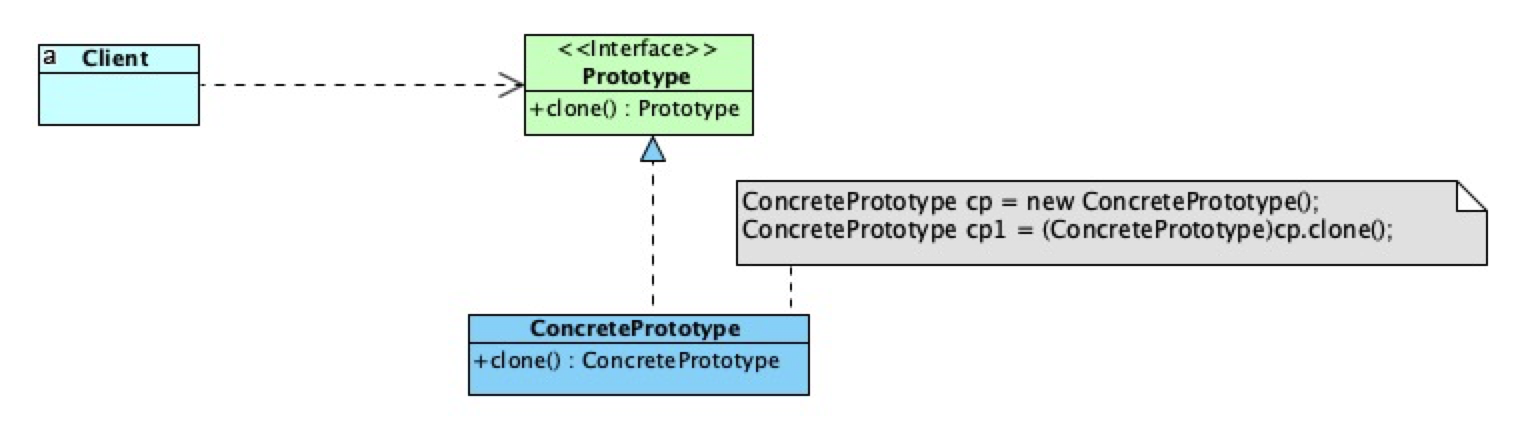 a Client
<<Interface>>
Prototype
+clone() : Prototype
ConcretePrototype cp = new ConcretePrototype();
ConcretePrototype cp1 = (ConcretePrototype)cp.clone();
ConcretePrototype
+clone() : ConcretePrototype